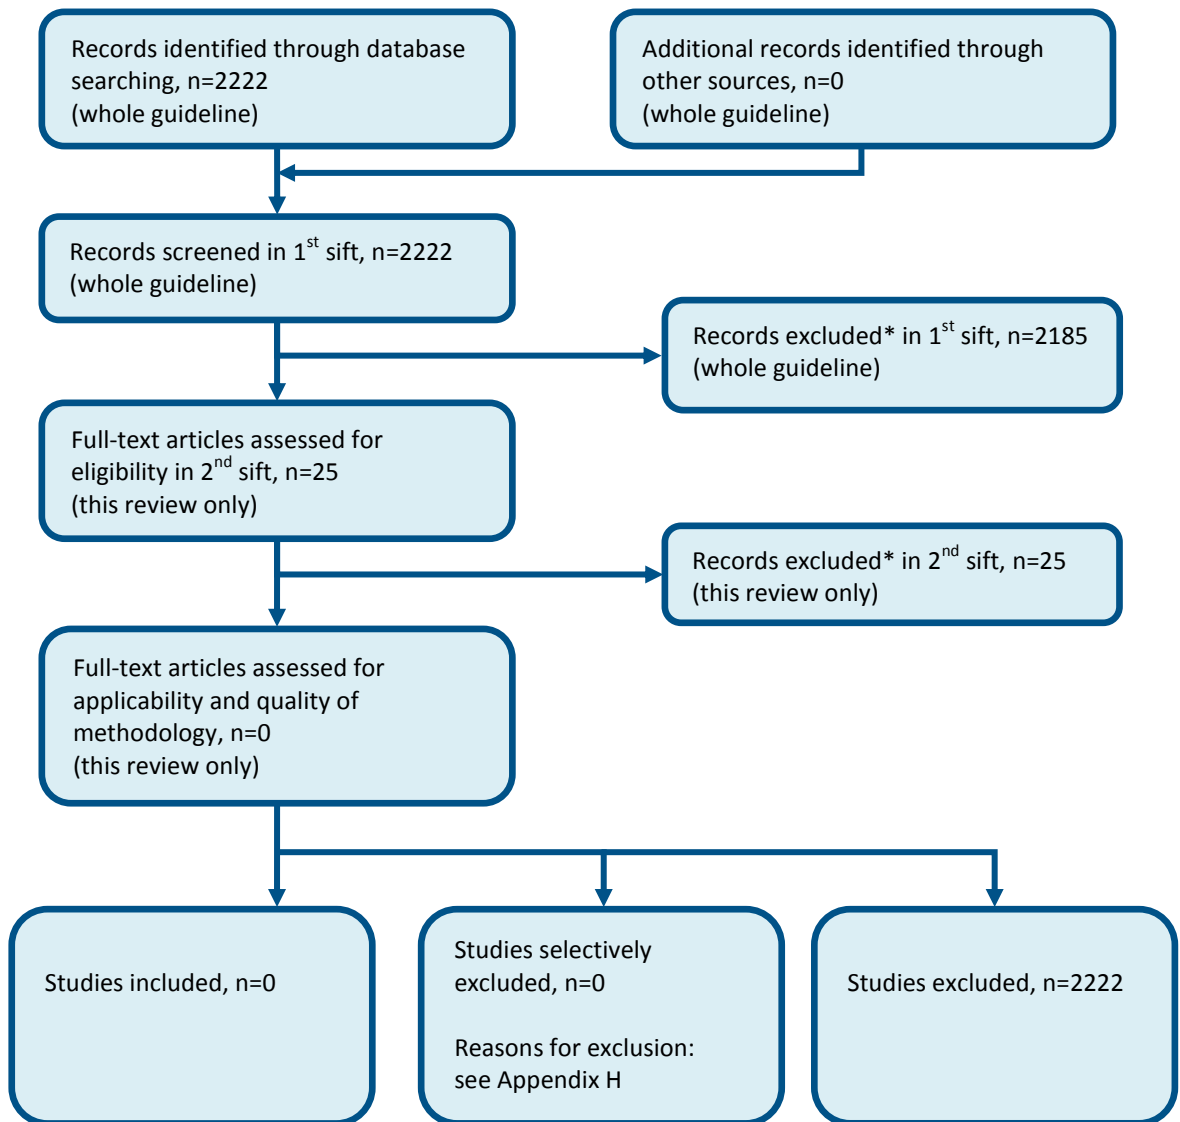 Records identified through database
searching, n=2222
(whole guideline)
Additional records identified through
other sources, n=0
(whole guideline)
Records screened in 1st sift, n=2222
(whole guideline)
Records excluded* in 1st sift, n=2185
(whole guideline)
Full-text articles assessed for
eligibility in 2nd sift, n=25
(this review only)
Records excluded* in 2nd sift, n=25
(this review only)
Full-text articles assessed for
applicability and quality of
methodology, n=0
(this review only)
Studies included, n=0
Studies selectively
excluded, n=0
Reasons for exclusion:
see Appendix H
Studies excluded, n=2222